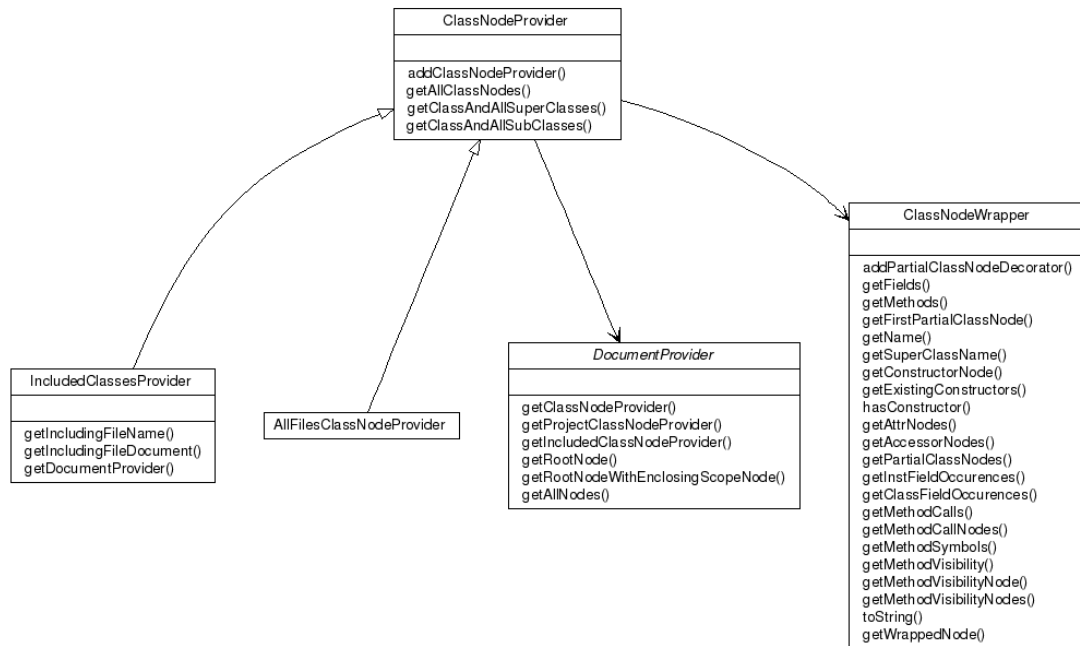 ClassNodeProvider
addClassNodeProvider()
getAllClassNodes()
getClassAndAllSuperClasses()
getClassAndAllSubClasses()
ClassNodeWrapper
addPartialClassNodeDecorator()
getFields()
getMethods()
getFirstPartialClassNode()
getName()
getSuperClassName()
getConstructorNode()
getExistingConstructors()
hasConstructor()
getAttrNodes()
getAccessorNodes()
getPartialClassNodes()
getInstFieldOccurences()
getClassFieldOccurences()
getMethodCalls()
getMethodCallNodes()
getMethodSymbols()
getMethodVisibility()
getMethodVisibilityNode()
getMethodVisibilityNodes()
toString()
getWrappedNode()
IncludedClassesProvider
getIncludingFileName()
getIncludingFileDocument()
getDocumentProvider()
AllFilesClassNodeProvider
DocumentProvider
getClassNodeProvider()
getProjectClassNodeProvider()
getIncludedClassNodeProvider()
getRootNode()
getRootNodeWithEnclosingScopeNode()
getAllNodes()